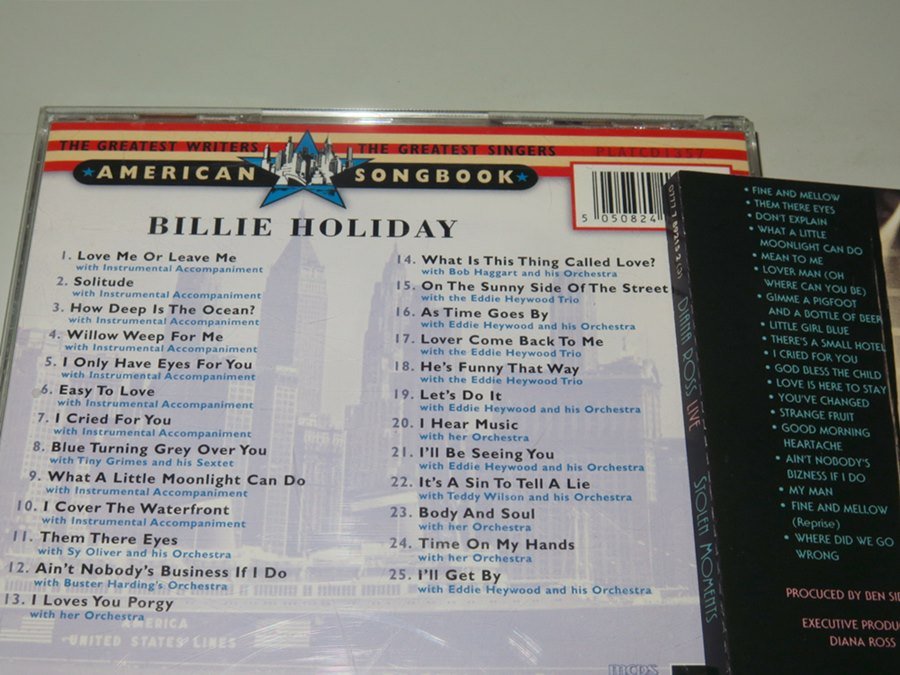 THE GREATEST WRITERS THE GREATEST SINGERS PLATCD1357
AMERICAN SONGBOOK
5 050824
BILLIE HOLIDAY
1. Love Me Or Leave Me
with Instrumental Accompaniment
2. Solitude
with Instrumental Accompaniment
3. How Deep Is The Ocean?
with Instrumental Accompaniment
4. Willow Weep For Me
with Instrumental Accompaniment
5. I Only Have Eyes For You
with Instrumental Accompaniment
6. Easy To Love
with Instrumental Accompaniment
7. I Cried For You
with Instrumental Accompaniment
8. Blue Turning Grey Over You
with Tiny Grimes and his Sextet
9. What A Little Moonlight Can Do
with Instrumental Accompaniment
10. I Cover The Waterfront
with Instrumental Accompaniment
11. Them There Eyes
with Sy Oliver and his Orchestra
12. Ain't Nobody's Business If I Do
with Buster Harding's Orchestra
13. I Loves You Porgy
with her Orchestra
14. What Is This Thing Called Love?
with Bob Haggart and his Orchestra
15. On The Sunny Side Of The Street
with the Eddie Heywood Trio
16. As Time Goes By
with Eddie Heywood and his Orchestra
17. Lover Come Back To Me
with the Eddie Heywood Trio
18. He's Funny That Way
with the Eddie Heywood Trio
19. Let's Do It
with Eddie Heywood and his Orchestra
20. I Hear Music
with her Orchestra
21. I'll Be Seeing You
with Eddie Heywood and his Orchestra
22. It's A Sin To Tell A Lie
with Teddy Wilson and his Orchestra
23. Body And Soul
with her Orchestra
24. Time On My Hands
with her Orchestra
25. I'll Get By
with Eddie Heywood and his Orchestra
AMERICA
UNITED STATES LINES
mcps
DIANA ROSS LIVE STOLEN MOMENTS
• FINE AND MELLOW
• THEM THERE EYES
• DON'T EXPLAIN
• WHAT A LITTLE
MOONLIGHT CAN DO
• MEAN TO ME
• LOVER MAN (OH
WHERE CAN YOU BE)
• GIMME A PIGFOOT
AND A BOTTLE OF BEER
• LITTLE GIRL BLUE
• THERE'S A SMALL HOTEL
• I CRIED FOR YOU
• GOD BLESS THE CHILD
• LOVE IS HERE TO STAY
• YOU'VE CHANGED
• STRANGE FRUIT
• GOOD MORNING
HEARTACHE
• AIN'T NOBODY'S
BIZNESS IF I DO
• MY MAN
• FINE AND MELLOW
(Reprise)
• WHERE DID WE GO
WRONG
PROCUCED BY BEN SID
EXECUTIVE PRODU
DIANA ROSS